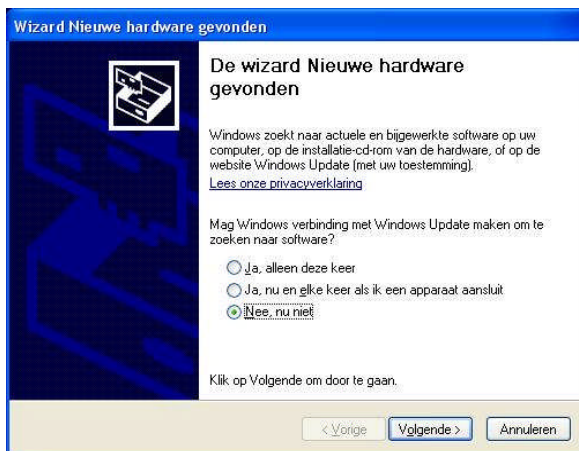 Wizard Nieuwe hardware gevonden
De wizard Nieuwe hardware
gevonden
Windows zoekt naar actuele en bijgewerkte software op uw
computer, op de installatie-cd-rom van de hardware, of op de
website Windows Update (met uw toestemming).
Lees onze privacyverklaring
Mag Windows verbinding met Windows Update maken om te
zoeken naar software?
Ja, alleen deze keer
Ja, nu en elke keer als ik een apparaat aansluit
Nee, nu niet
Klik op Volgende om door te gaan.
< Vorige Volgende > Annuleren